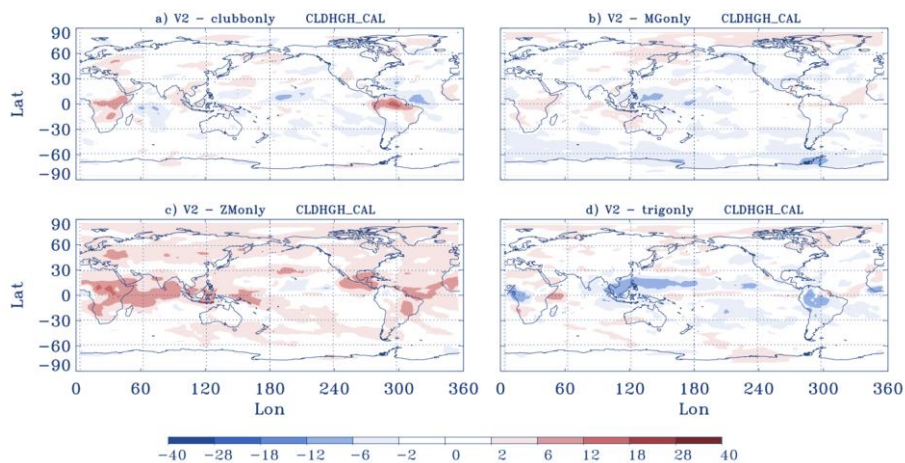 a) V2 - clubbonly CLDHGH_CAL
b) V2 - MGonly CLDHGH_CAL
90
60
30
0
-30
-60
-90
Lat
c) V2 - ZMonly CLDHGH_CAL
d) V2 - trigonly CLDHGH_CAL
90
60
30
0
-30
-60
-90
Lat
0 60 120 180 240 300 360
0 60 120 180 240 300 360
Lon
Lon
-40 -28 -18 -12 -6 -2 0 2 6 12 18 28 40